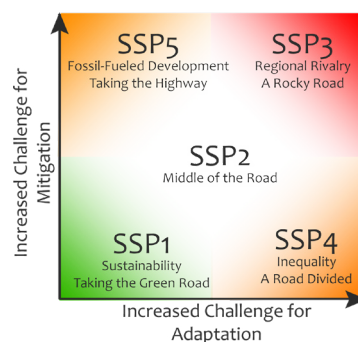 SSP5
Fossil-Fueled Development
Taking the Highway
SSP3
Regional Rivalry
A Rocky Road
SSP2
Middle of the Road
SSP1
Sustainability
Taking the Green Road
SSP4
Inequality
A Road Divided
Increased Challenge for
Mitigation
Increased Challenge for
Adaptation